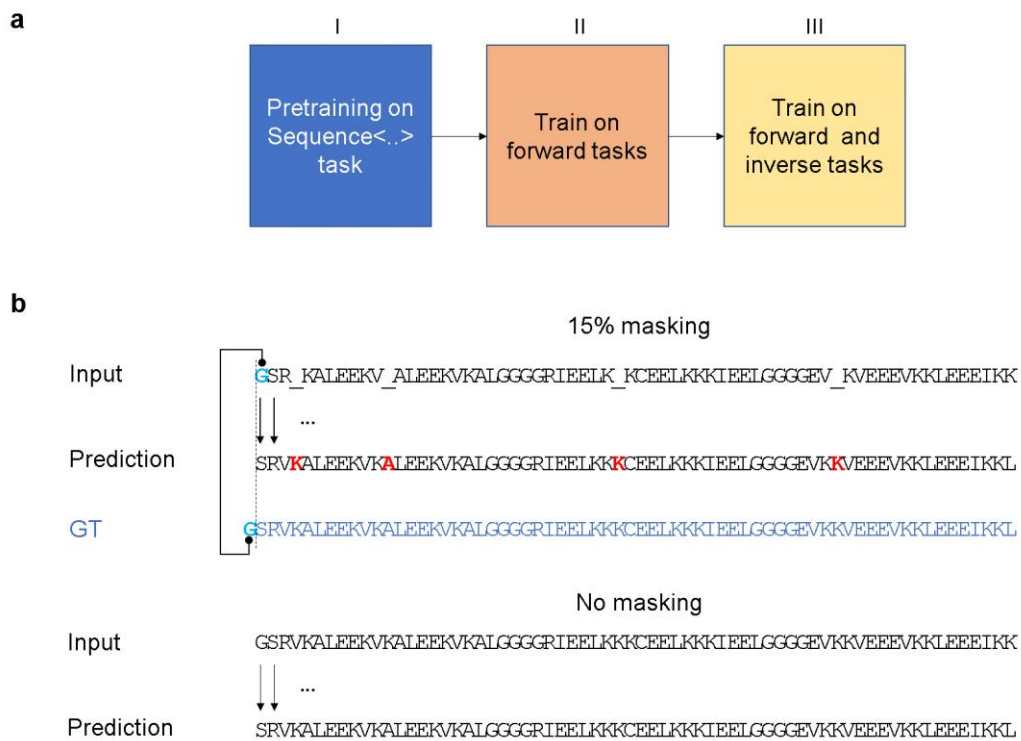 a
I II III
Pretraining on Sequence<..> task
Train on forward tasks
Train on forward and inverse tasks
b
15% masking
Input GSR_KALEEKV_ALEEKVKALGGGGRIEELK_KCEELKKKIEELGGGGEV_KVEEEVKKLEEEIKK
...
Prediction SRVKALEEKVKALEEKVKALGGGGRIEELKKKCEELKKKIEELGGGGEVKKVEEEVKKLEEEIKKL
GT GSRVKALEEKVKALEEKVKALGGGGRIEELKKKCEELKKKIEELGGGGEVKKVEEEVKKLEEEIKKL
No masking
Input GSRVKALEEKVKALEEKVKALGGGGRIEELKKKCEELKKKIEELGGGGEVKKVEEEVKKLEEEIKK
...
Prediction SRVKALEEKVKALEEKVKALGGGGRIEELKKKCEELKKKIEELGGGGEVKKVEEEVKKLEEEIKKL